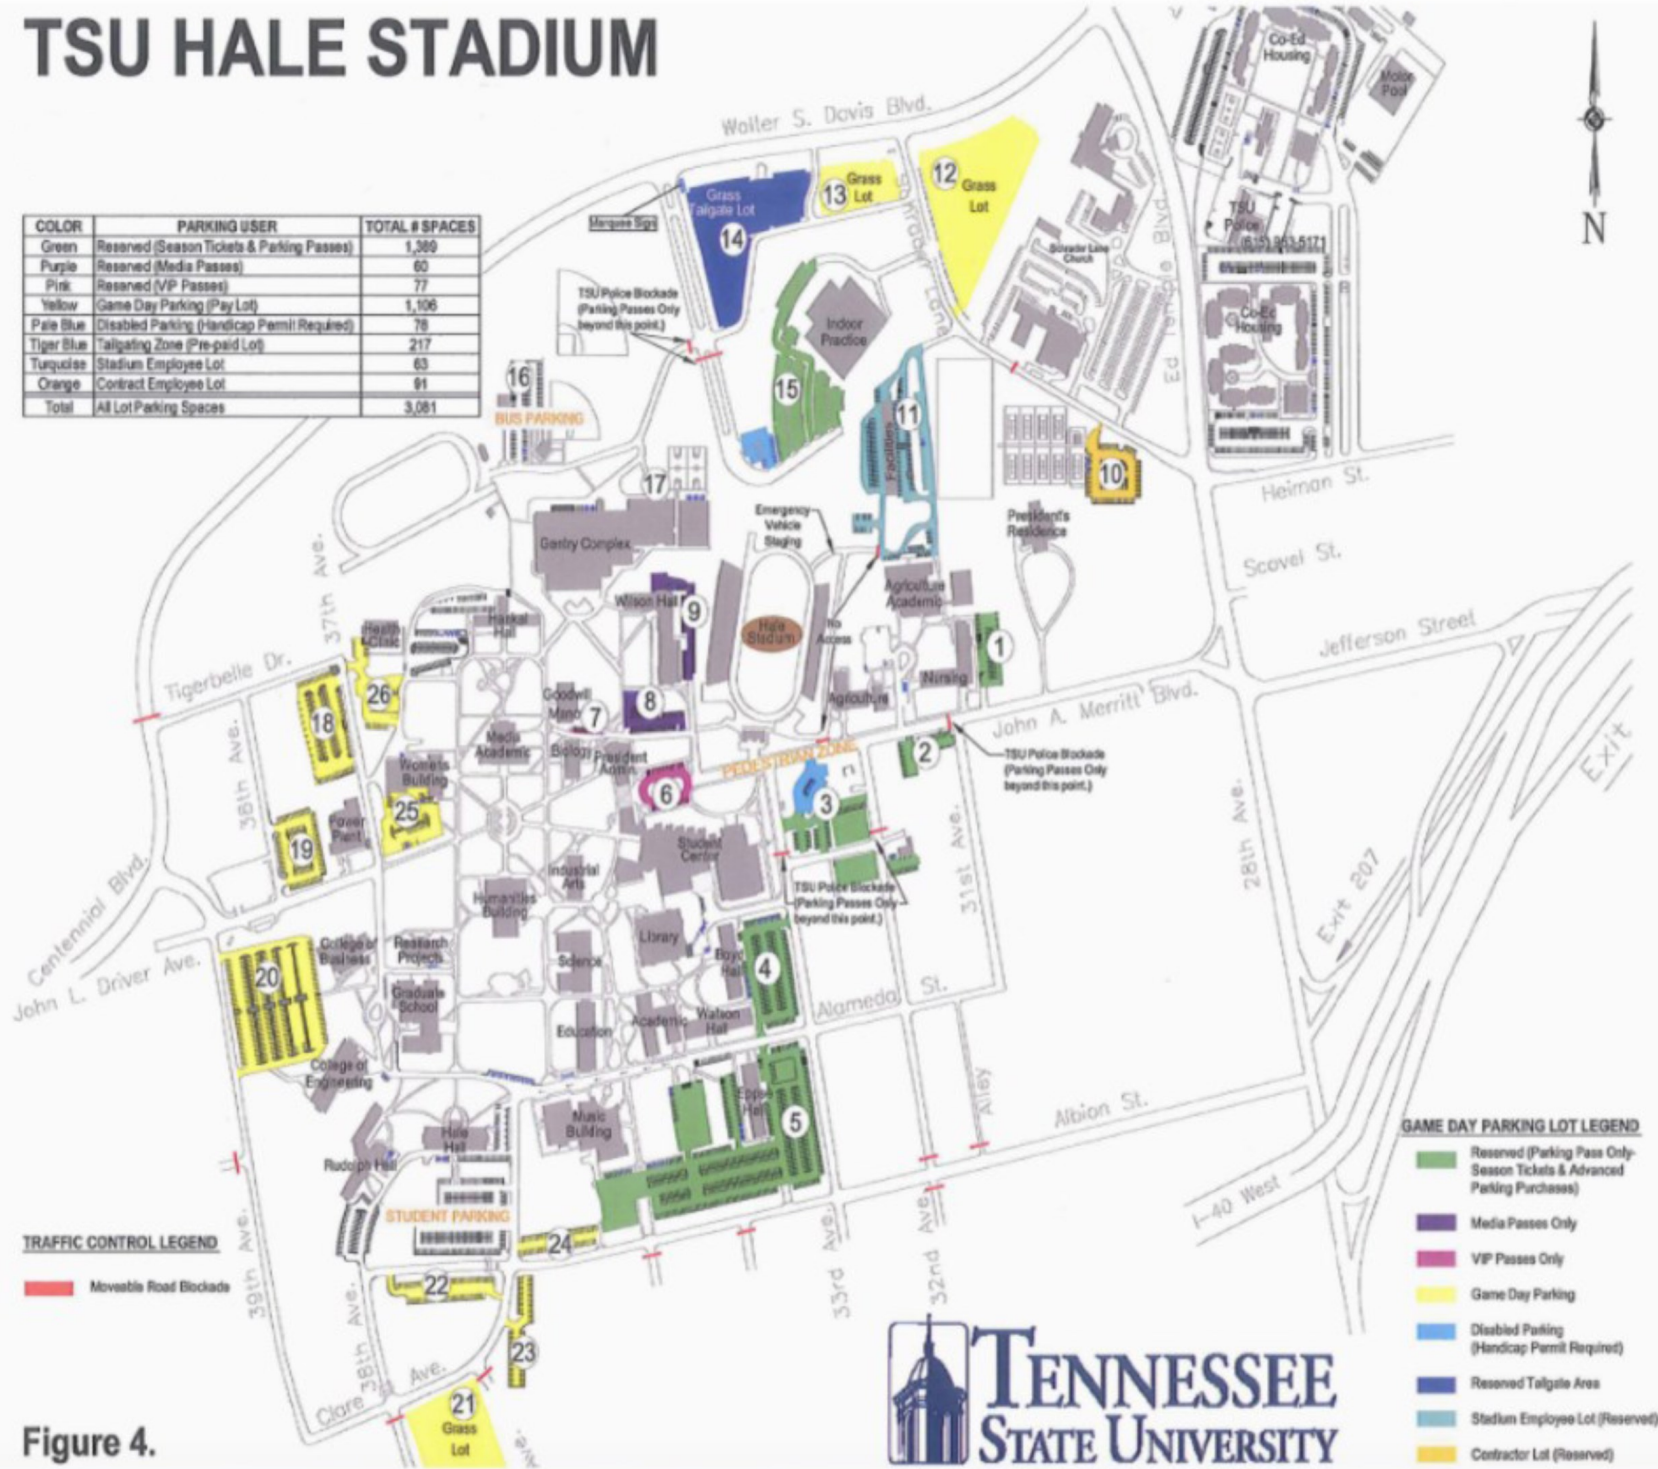 TSU HALE STADIUM
COLOR PARKING USER TOTAL # SPACES
Green Reserved (Season Tickets & Parking Passes) 1,389
Purple Reserved (Media Passes) 60
Pink Reserved (VIP Passes) 77
Yellow Game Day Parking (Pay Lot) 1,106
Pale Blue Disabled Parking (Handicap Permit Required) 78
Tiger Blue Tailgating Zone (Pre-paid Lot) 217
Turquoise Stadium Employee Lot 63
Orange Contract Employee Lot 91
Total All Lot Parking Spaces 3,081
Walter S. Davis Blvd.
Co-Ed
Housing
Motor
Pool
N
TSU
Police
(615) 963-5171
Co-Ed
Housing
Ed Temple Blvd.
Schrader Lane
Church
Schrader Lane
12
Grass
Lot
13
Grass
Lot
Grass
Tailgate Lot
14
Marquee Sign
TSU Police Blockade
(Parking Passes Only
beyond this point.)
Indoor
Practice
15
16
BUS PARKING
11
Facilities
10
17
Heiman St.
Scovel St.
Jefferson Street
President's
Residence
Emergency
Vehicle
Staging
Gentry Complex
Agriculture
Academic
No
Access
Wilson Hall
9
Hale
Stadium
1
Nursing
Agriculture
Hankal
Hall
Health
Clinic
37th Ave.
Tigerbelle Dr.
26
18
38th Ave.
Goodwill
Manor
7
8
Media
Academic
Biology
President
Admin.
PEDESTRIAN ZONE
John A. Merritt Blvd.
2
TSU Police Blockade
(Parking Passes Only
beyond this point.)
Women's
Building
25
6
3
Power
Plant
19
Student
Center
31st Ave.
28th Ave.
Exit
Exit 207
Centennial Blvd.
John L. Driver Ave.
Industrial
Arts
Humanities
Building
TSU Police Blockade
(Parking Passes Only
beyond this point.)
20
College of
Business
Research
Projects
Library
Science
Boyd
Hall
4
Graduate
School
Education
Academic
Watson
Hall
Alameda St.
College of
Engineering
Music
Building
Eppse
Hall
5
Alley
Albion St.
Rudolph Hall
Hale
Hall
STUDENT PARKING
24
22
23
39th Ave.
38th Ave.
33rd Ave.
32nd Ave.
I-40 West
Clare Ave.
21
Grass
Lot
Ave.
TRAFFIC CONTROL LEGEND
Moveable Road Blockade
GAME DAY PARKING LOT LEGEND
Reserved (Parking Pass Only-
Season Tickets & Advanced
Parking Purchases)
Media Passes Only
VIP Passes Only
Game Day Parking
Disabled Parking
(Handicap Permit Required)
Reserved Tailgate Area
Stadium Employee Lot (Reserved)
Contractor Lot (Reserved)
TENNESSEE
STATE UNIVERSITY
Figure 4.